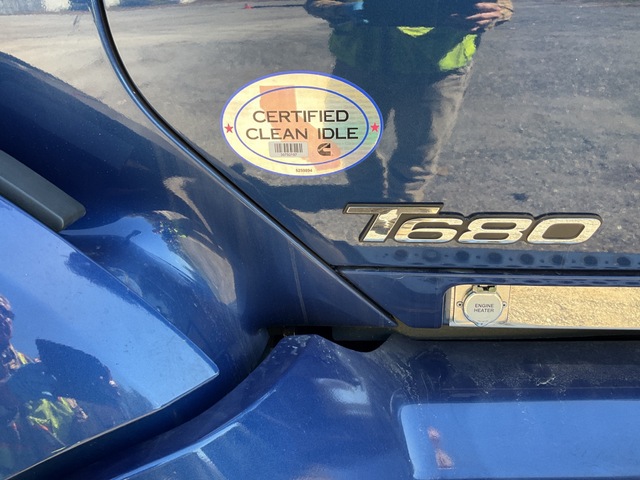 CERTIFIED
CLEAN IDLE
T680
ENGINE
HEATER